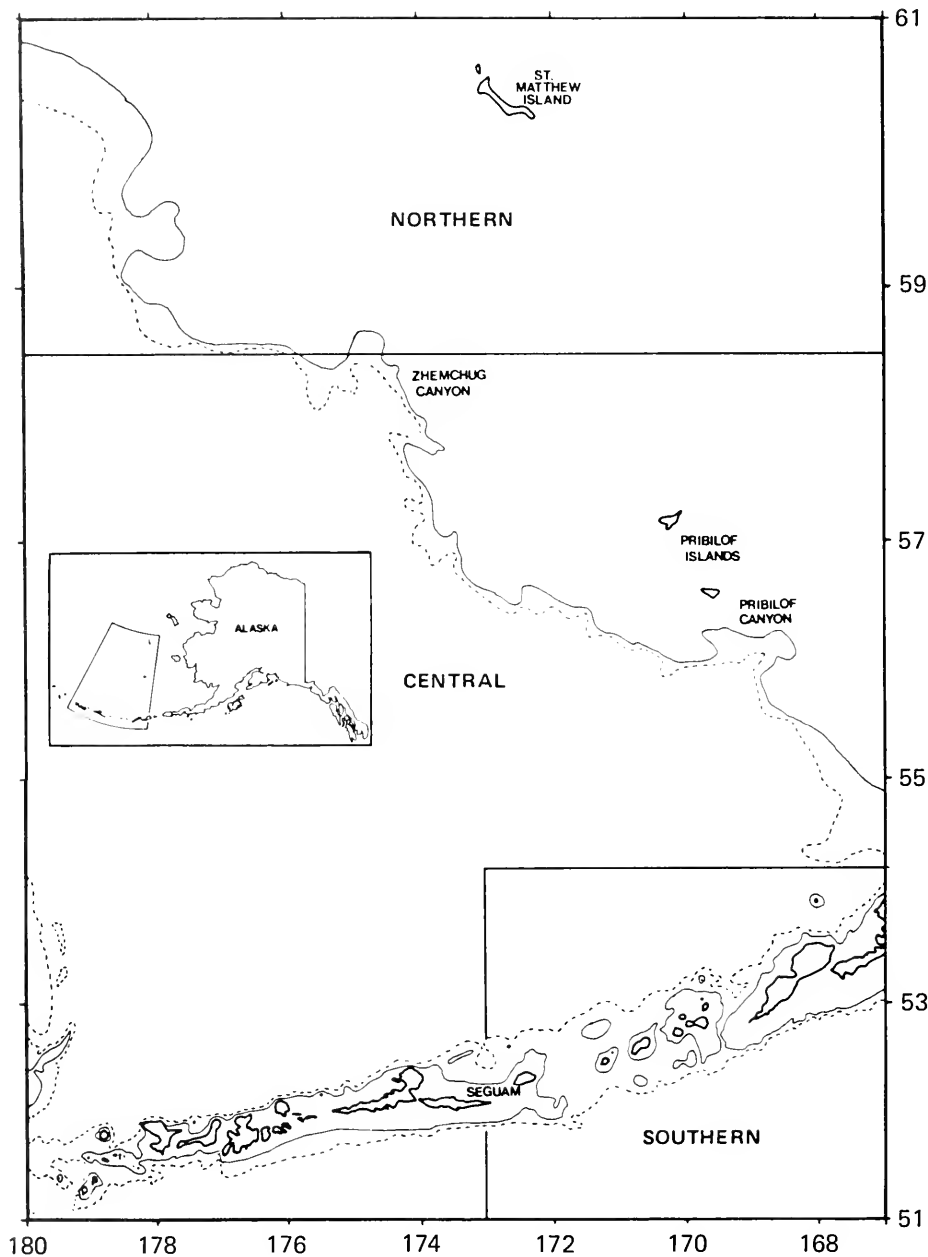 61
ST.
MATTHEW
ISLAND
NORTHERN
59
ZHEMCHUG
CANYON
57
PRIBILOF
ISLANDS
PRIBILOF
CANYON
ALASKA
CENTRAL
55
53
SEGUAM
SOUTHERN
51
180 178 176 174 172 170 168